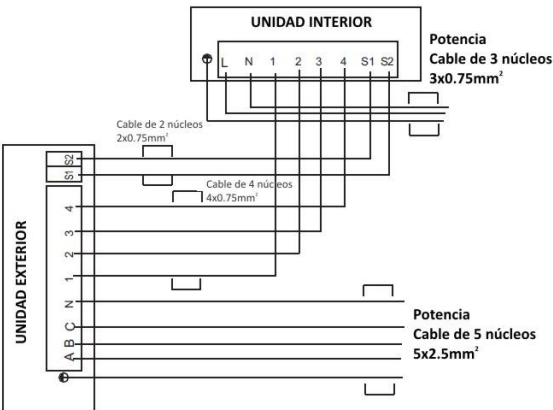 UNIDAD INTERIOR
L N 1 2 3 4 S1 S2
Potencia
Cable de 3 núcleos
3x0.75mm²
Cable de 2 núcleos
2x0.75mm²
Cable de 4 núcleos
4x0.75mm²
UNIDAD EXTERIOR
S2
S1
4
3
2
1
N
C
B
A
Potencia
Cable de 5 núcleos
5x2.5mm²